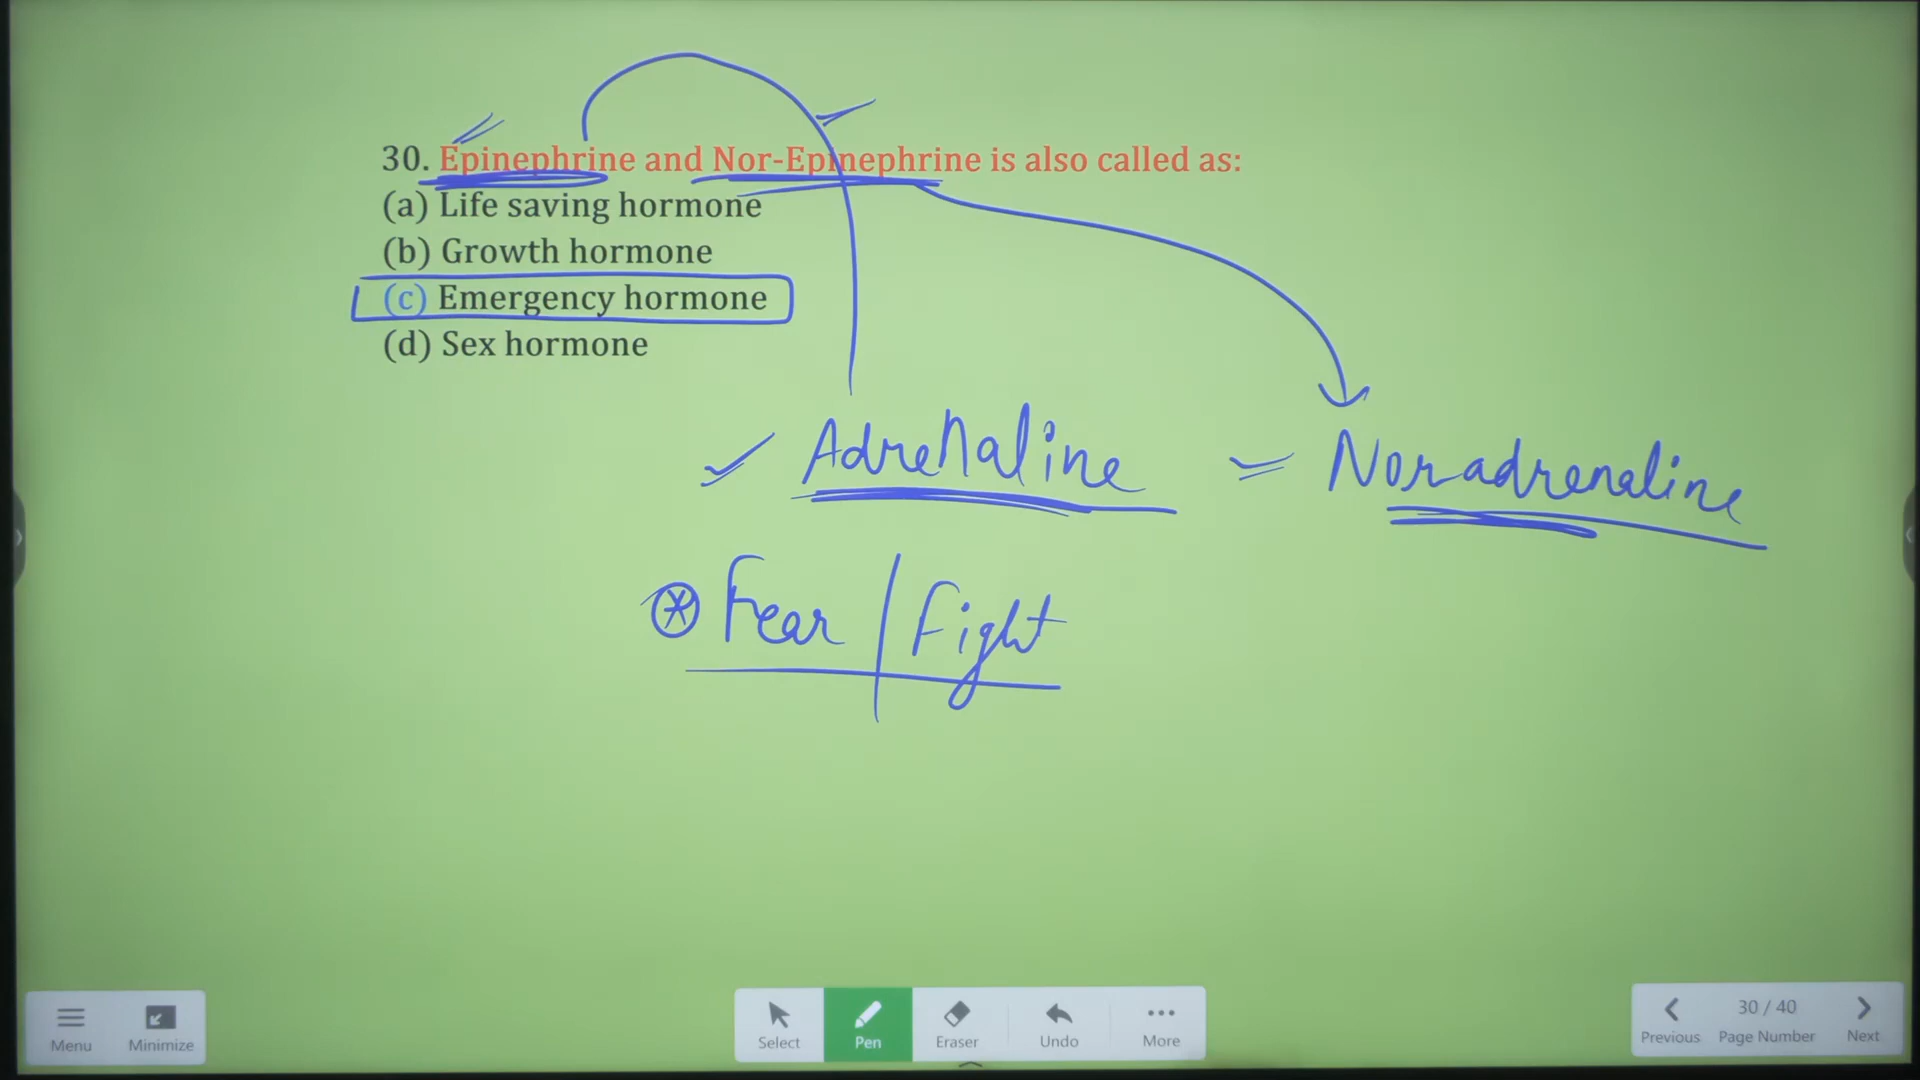 30. Epinephrine and Nor-Epinephrine is also called as:
(a) Life saving hormone
(b) Growth hormone
(c) Emergency hormone
(d) Sex hormone
Adrenaline
Noradrenaline
Fear / Fight
Menu
Minimize
Select
Pen
Eraser
Undo
More
Previous
30 / 40
Page Number
Next